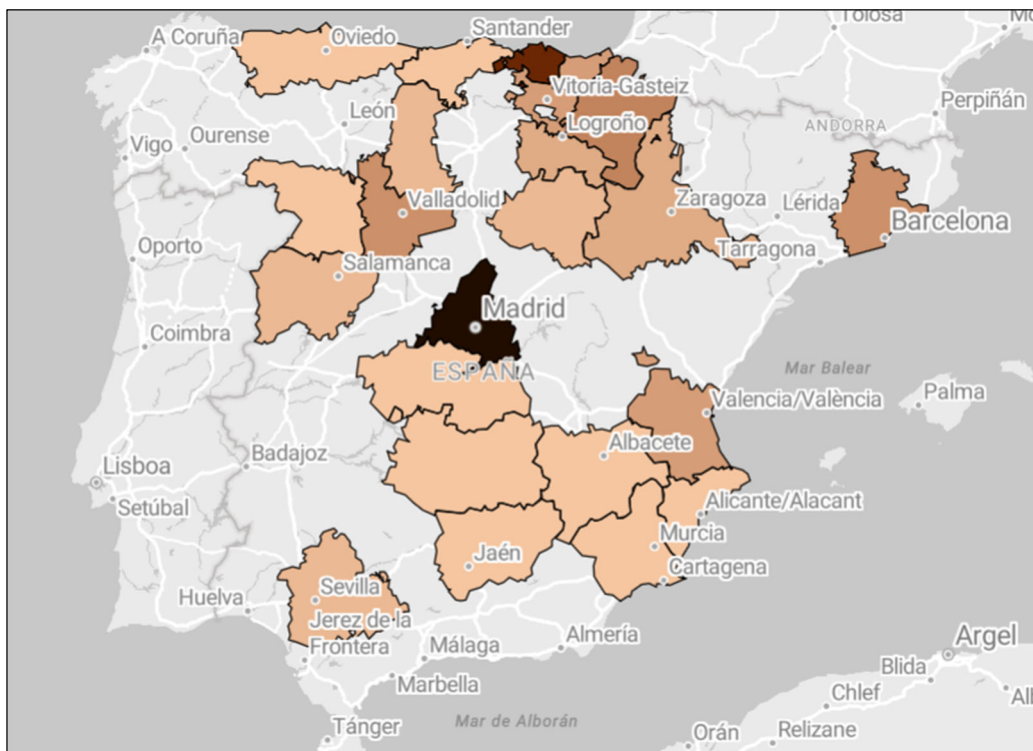 A Coruña
Oviedo
Santander
Tolosa
Mo
León
Vitoria-Gasteiz
Logroño
Perpiñán
ANDORRA
Vigo
Ourense
Valladolid
Zaragoza
Lérida
Barcelona
Tarragona
Oporto
Salamanca
Madrid
Coimbra
ESPAÑA
Mar Balear
Palma
Valencia/València
Albacete
Lisboa
Badajoz
Setúbal
Alicante/Alacant
Murcia
Cartagena
Jaén
Sevilla
Huelva
Jerez de la
Frontera
Málaga
Almería
Marbella
Argel
Blida
Chlef
Alt
Tánger
Mar de Alborán
Orán
Relizane